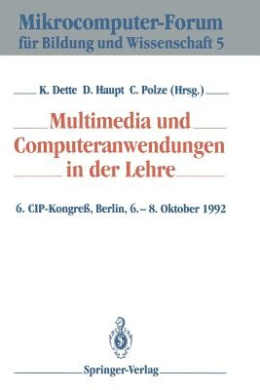 Mikrocomputer-Forum
für Bildung und Wissenschaft 5
K. Dette D. Haupt C. Polze (Hrsg.)
Multimedia und
Computeranwendungen
in der Lehre
6. CIP-Kongreß, Berlin, 6.– 8. Oktober 1992
Springer-Verlag